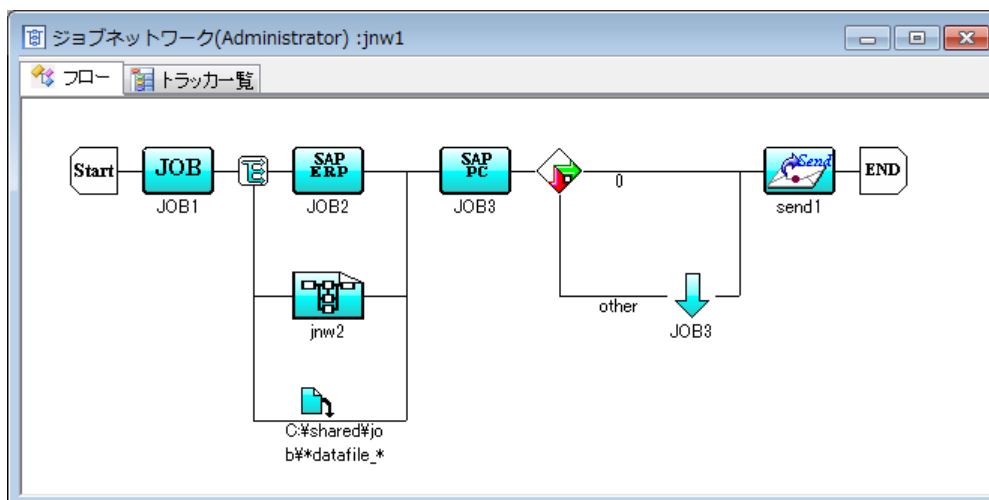 ジョブネットワーク(Administrator) :jnw1
フロー
トラッカ一覧
Start
JOB
JOB1
SAP
ERP
JOB2
SAP
PC
JOB3
0
Send
send1
END
jnw2
other
JOB3
C:¥shared¥jo
b¥*datafile_*